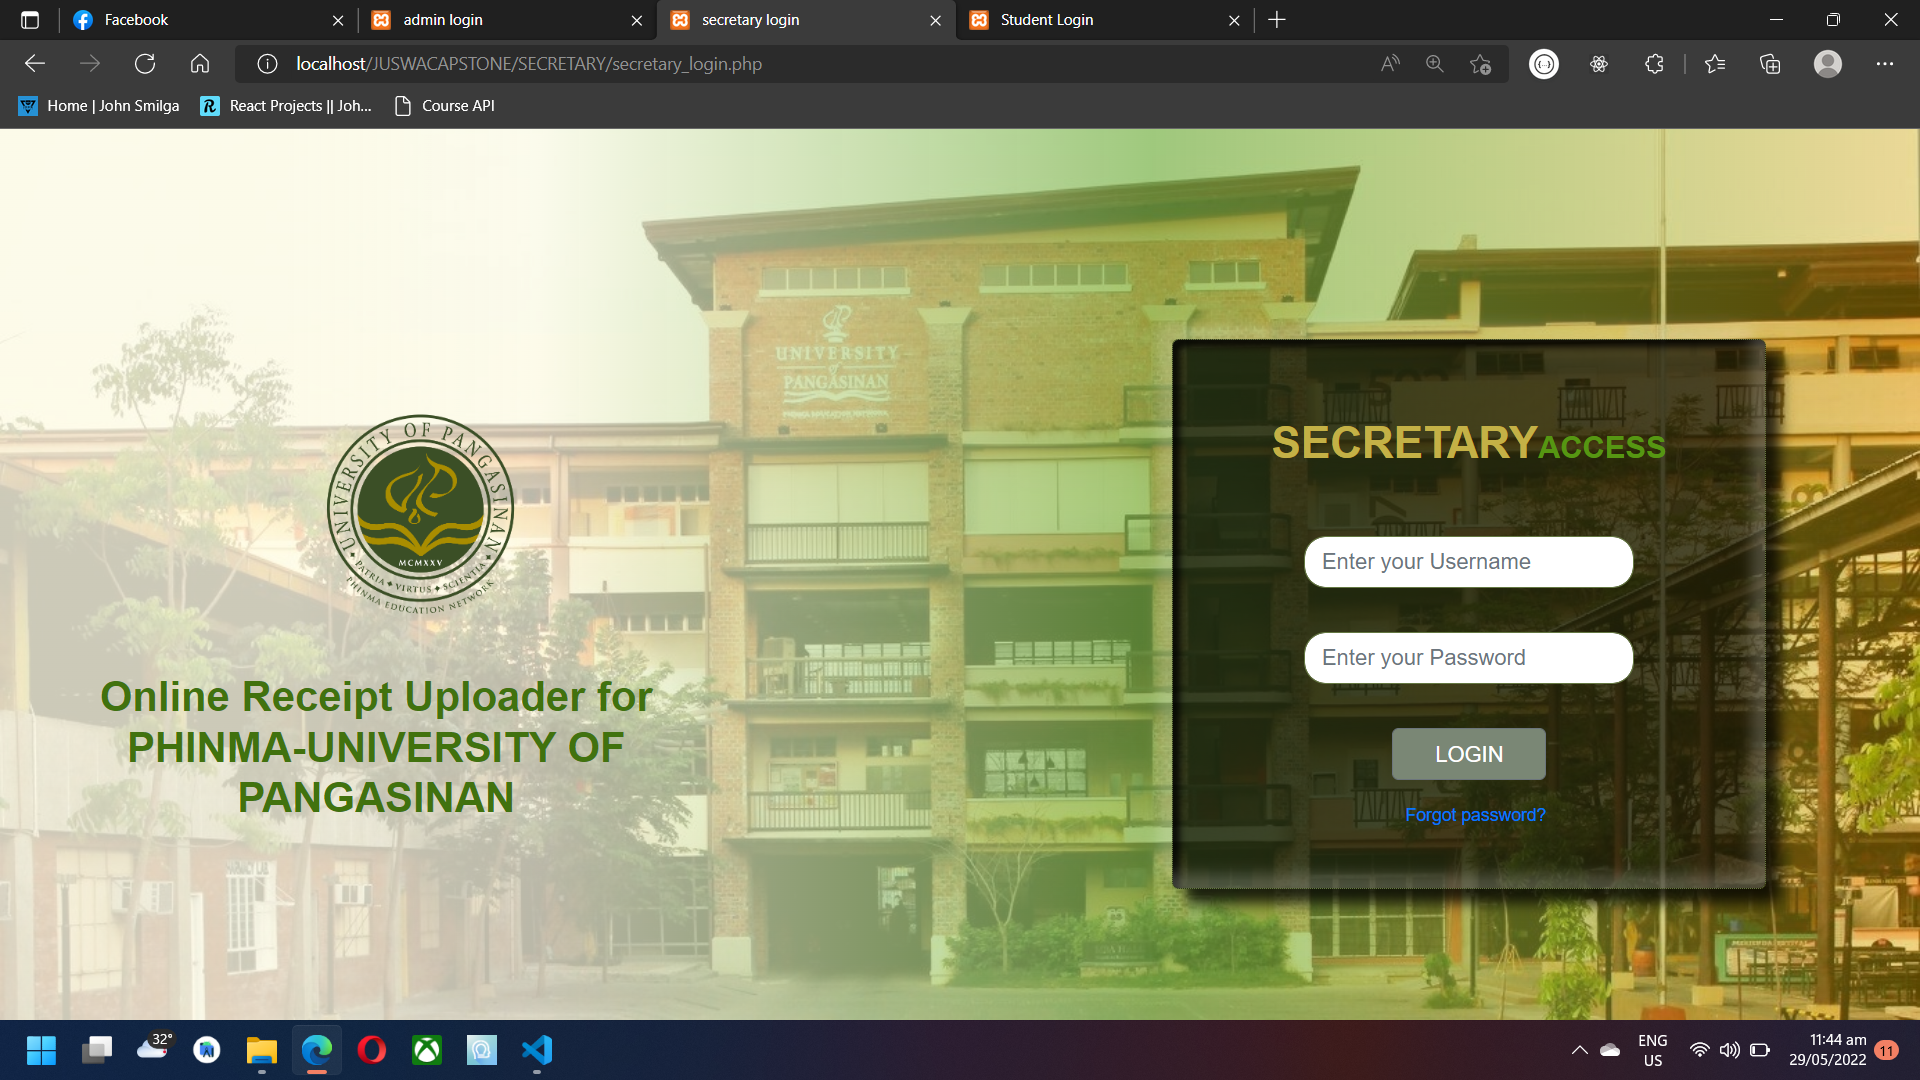 Facebook
admin login
secretary login
Student Login
localhost/JUSWACAPSTONE/SECRETARY/secretary_login.php
Home | John Smilga
React Projects || Joh...
Course API
UNIVERSITY
of
PANGASINAN
UNIVERSITY OF PANGASINAN
MCMXXV
PATRIA VIRTUS SCIENTIA
PHINMA EDUCATION NETWORK
SECRETARYACCESS
Enter your Username
Enter your Password
LOGIN
Forgot password?
Online Receipt Uploader for
PHINMA-UNIVERSITY OF
PANGASINAN
32°
ENG
US
11:44 am
29/05/2022
11